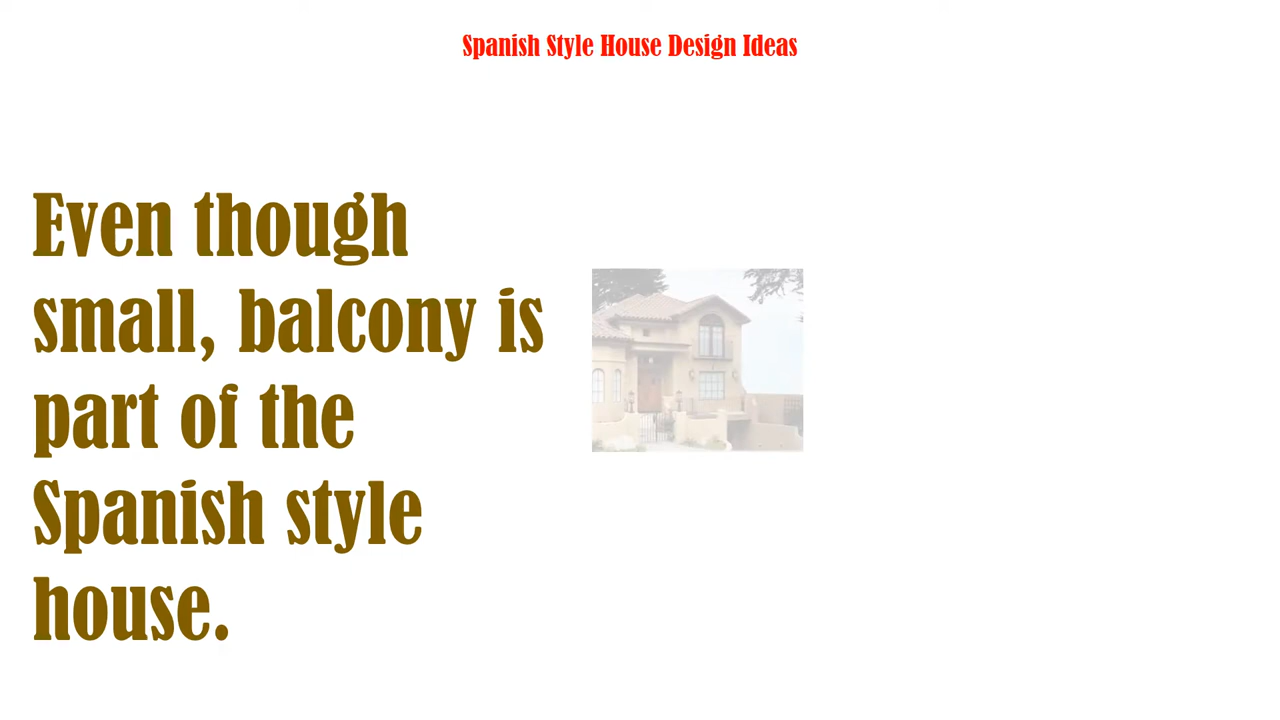 Spanish Style House Design Ideas
Even though
small, balcony is
part of the
Spanish style
house.